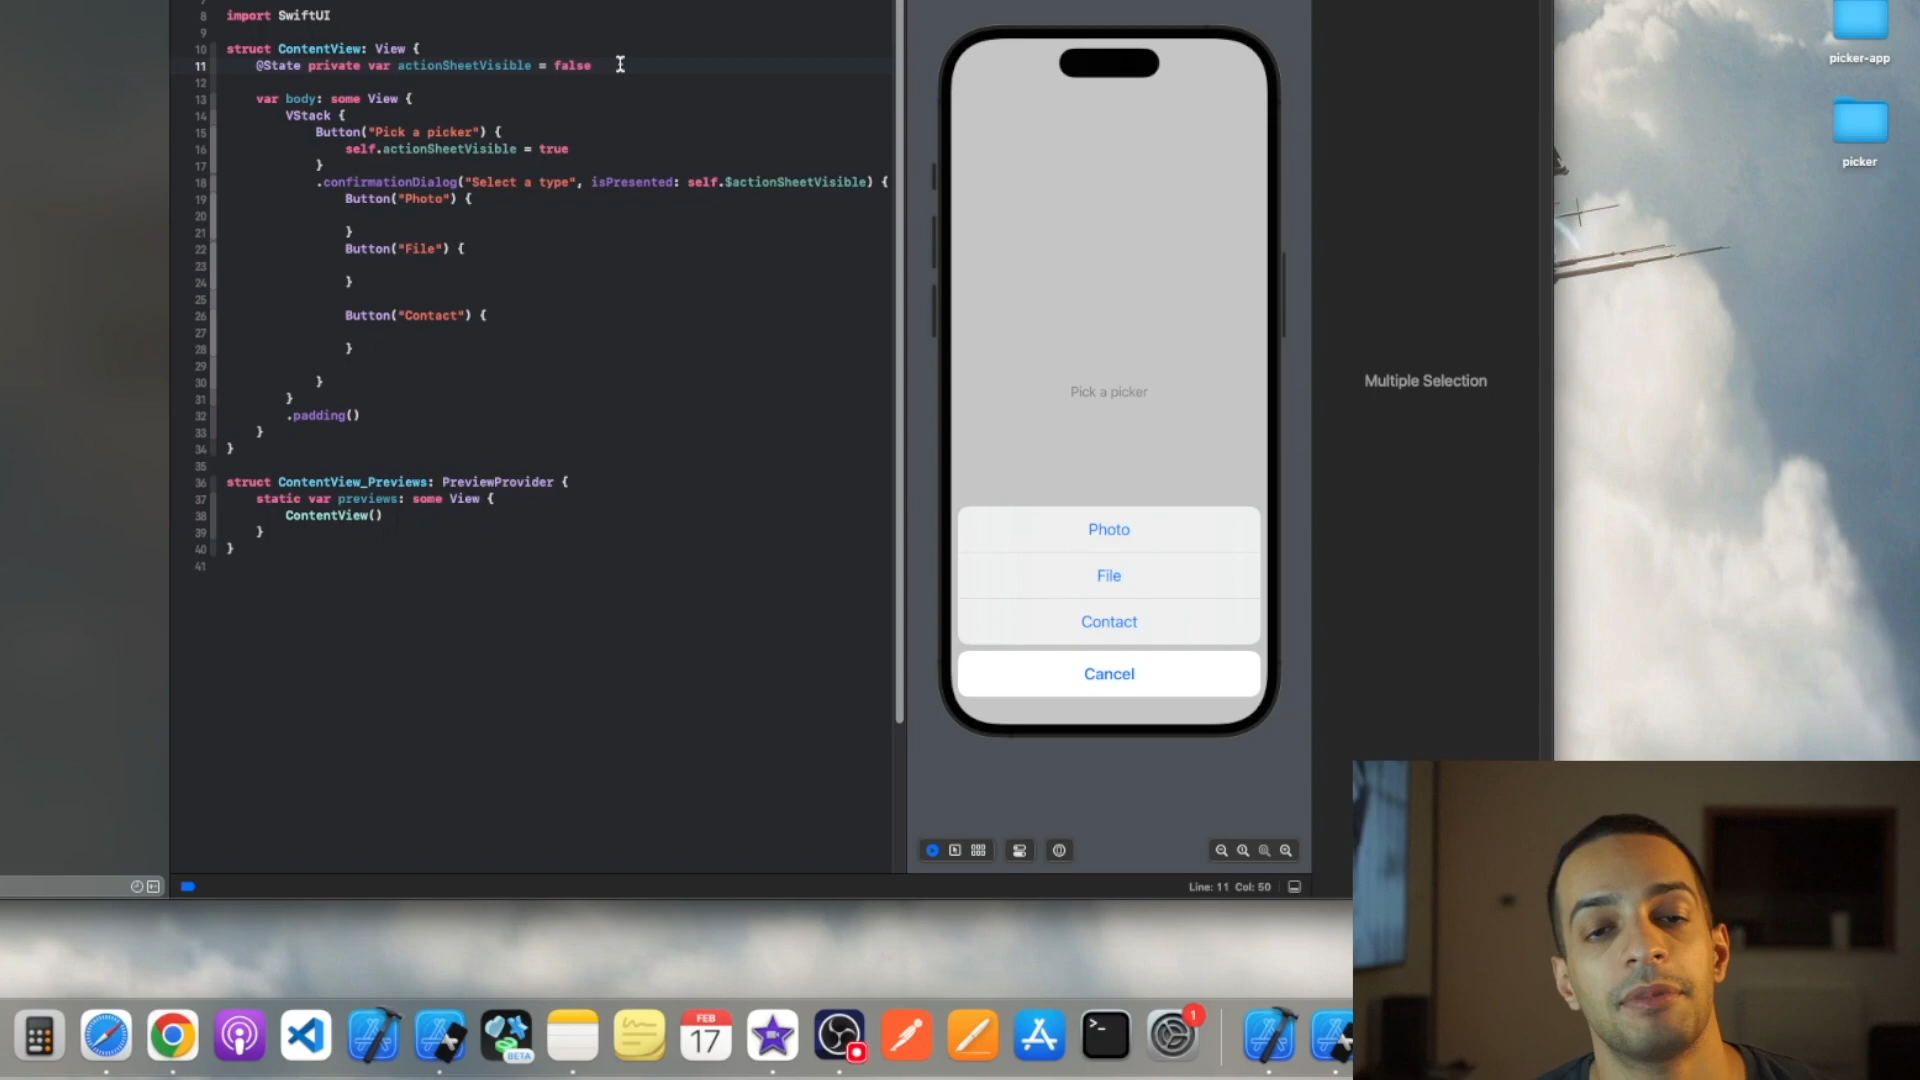 7
8 import SwiftUI
9
10 struct ContentView: View {
11 @State private var actionSheetVisible = false
12
13 var body: some View {
14 VStack {
15 Button("Pick a picker") {
16 self.actionSheetVisible = true
17 }
18 .confirmationDialog("Select a type", isPresented: self.$actionSheetVisible) {
19 Button("Photo") {
20
21 }
22 Button("File") {
23
24 }
25
26 Button("Contact") {
27
28 }
29
30 }
31 }
32 .padding()
33 }
34 }
35
36 struct ContentView_Previews: PreviewProvider {
37 static var previews: some View {
38 ContentView()
39 }
40 }
41
Pick a picker
Photo
File
Contact
Cancel
Multiple Selection
picker-app
picker
Line: 11 Col: 50
BETA
FEB
17
>_
1